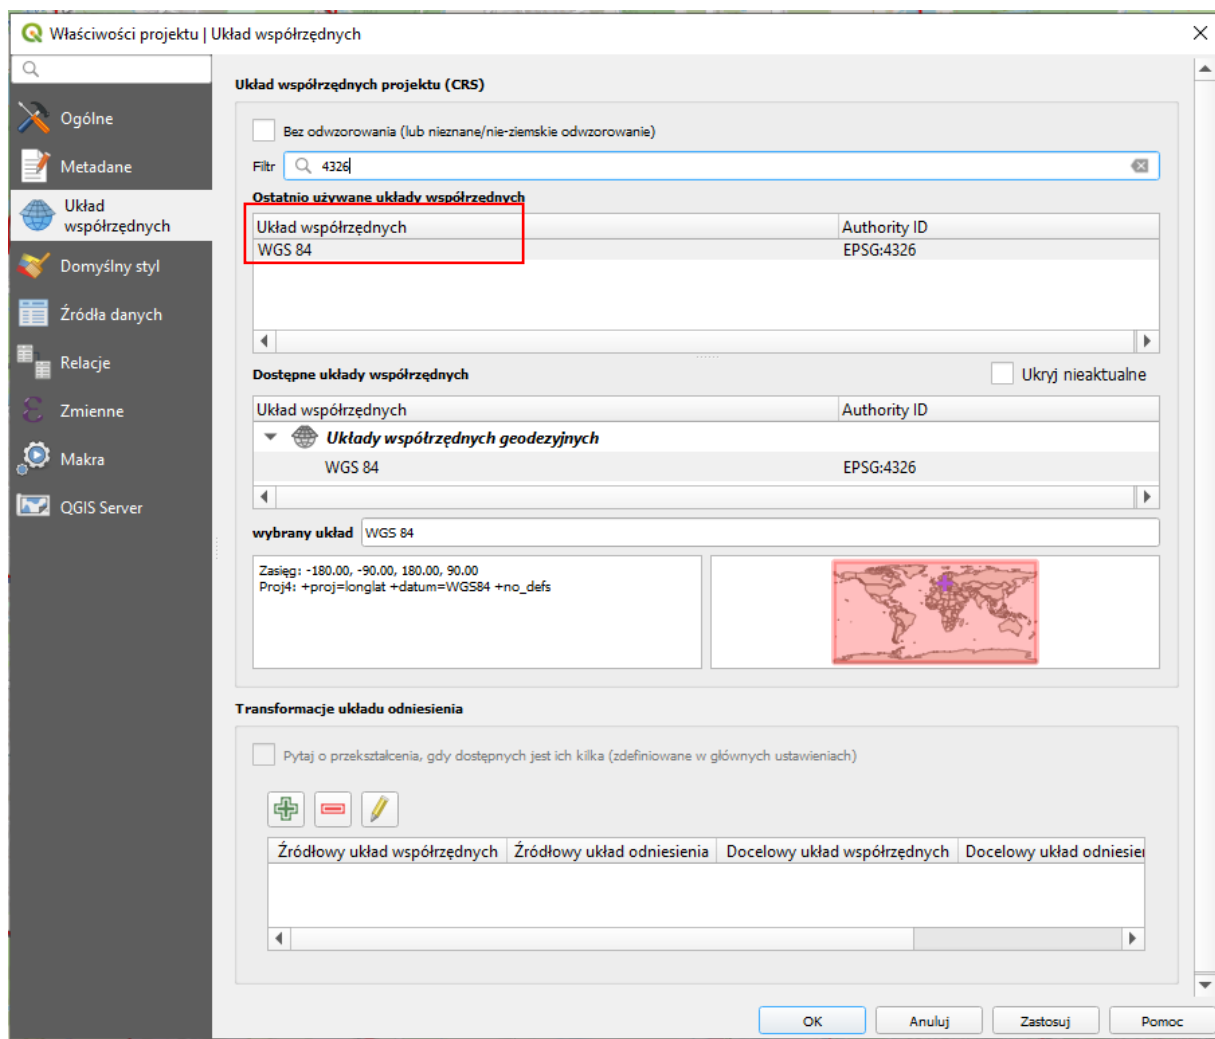 Właściwości projektu | Układ współrzędnych
Ogólne
Metadane
Układ
współrzędnych
Domyślny styl
Źródła danych
Relacje
Zmienne
Makra
QGIS Server
Układ współrzędnych projektu (CRS)
Bez odwzorowania (lub nieznane/nie-ziemskie odwzorowanie)
Filtr 4326
Ostatnio używane układy współrzędnych
Układ współrzędnych Authority ID
WGS 84 EPSG:4326
Dostępne układy współrzędnych Ukryj nieaktualne
Układ współrzędnych Authority ID
Układy współrzędnych geodezyjnych
WGS 84 EPSG:4326
wybrany układ WGS 84
Zasięg: -180.00, -90.00, 180.00, 90.00
Proj4: +proj=longlat +datum=WGS84 +no_defs
Transformacje układu odniesienia
Pytaj o przekształcenia, gdy dostępnych jest ich kilka (zdefiniowane w głównych ustawieniach)
Źródłowy układ współrzędnych Źródłowy układ odniesienia Docelowy układ współrzędnych Docelowy układ odniesier
OK Anuluj Zastosuj Pomoc